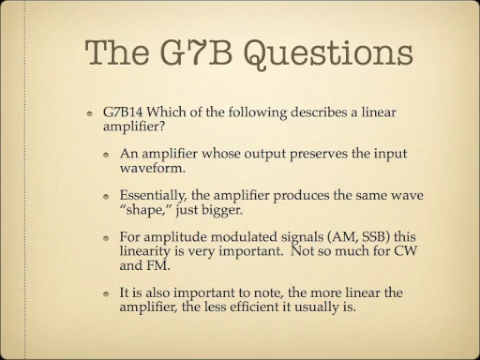 The G7B Questions
G7B14 Which of the following describes a linear
amplifier?
An amplifier whose output preserves the input
waveform.
Essentially, the amplifier produces the same wave
“shape,” just bigger.
For amplitude modulated signals (AM, SSB) this
linearity is very important.  Not so much for CW
and FM.
It is also important to note, the more linear the
amplifier, the less efficient it usually is.